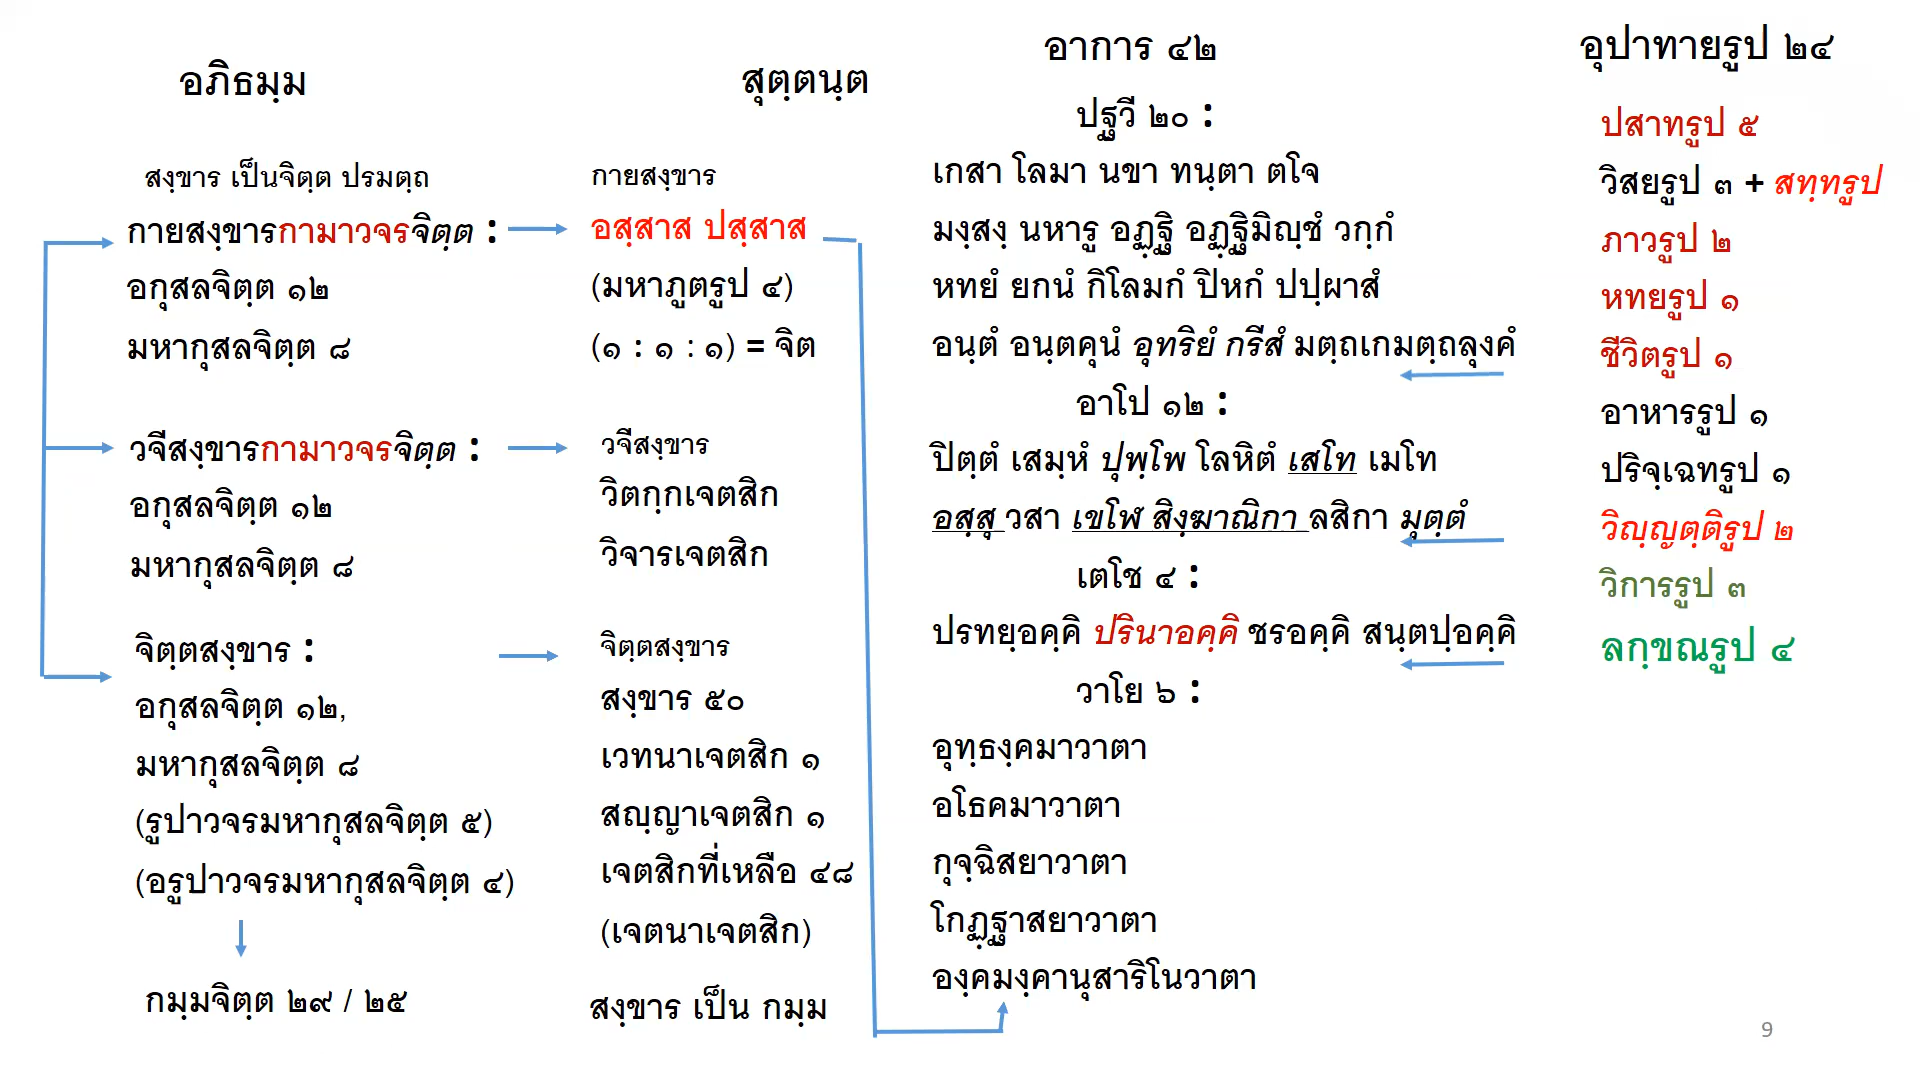 อภิธมฺม
สงฺขาร เป็นจิตฺต ปรมตฺถ
กายสงฺขารกามาวจรจิตฺต :
อกุสลจิตฺต ๑๒
มหากุสลจิตฺต ๘
วจีสงฺขารกามาวจรจิตฺต :
อกุสลจิตฺต ๑๒
มหากุสลจิตฺต ๘
จิตฺตสงฺขาร :
อกุสลจิตฺต ๑๒,
มหากุสลจิตฺต ๘
(รูปาวจรมหากุสลจิตฺต ๕)
(อรูปาวจรมหากุสลจิตฺต ๔)
กมฺมจิตฺต ๒๙ / ๒๕
สุตฺตนฺต
กายสงฺขาร
อสฺสาส ปสฺสาส
(มหาภูตรูป ๔)
(๑ : ๑ : ๑) = จิต
วจีสงฺขาร
วิตกฺกเจตสิก
วิจารเจตสิก
จิตฺตสงฺขาร
สงฺขาร ๕๐
เวทนาเจตสิก ๑
สญฺญาเจตสิก ๑
เจตสิกที่เหลือ ๔๘
(เจตนาเจตสิก)
สงฺขาร เป็น กมฺม
อาการ ๔๒
ปฐวี ๒๐ :
เกสา โลมา นขา ทนฺตา ตโจ
มงฺสงฺ นหารู อฏฺฐิ อฏฺฐิมิญฺชํ วกฺกํ
หทยํ ยกนํ กิโลมกํ ปิหกํ ปปฺผาสํ
อนฺตํ อนฺตคุนํ อุทริยํ กรีสํ มตฺถเกมตฺถลุงคํ
อาโป ๑๒ :
ปิตฺตํ เสมฺหํ ปุพฺโพ โลหิตํ เสโท เมโท
อสฺสุ วสา เขโฬ สิงฺฆาณิกา ลสิกา มุตฺตํ
เตโช ๔ :
ปรทยฺอคฺคิ ปรินาอคฺคิ ชรอคฺคิ สนฺตปฺอคฺคิ
วาโย ๖ :
อุทฺธงฺคมาวาตา
อโธคมาวาตา
กุจฺฉิสยาวาตา
โกฏฺฐาสยาวาตา
องฺคมงฺคานุสาริโนวาตา
อุปาทายรูป ๒๔
ปสาทรูป ๕
วิสยรูป ๓ + สทฺทรูป
ภาวรูป ๒
หทยรูป ๑
ชีวิตรูป ๑
อาหารรูป ๑
ปริจฺเฉทรูป ๑
วิญฺญตฺติรูป ๒
วิการรูป ๓
ลกฺขณรูป ๔
9